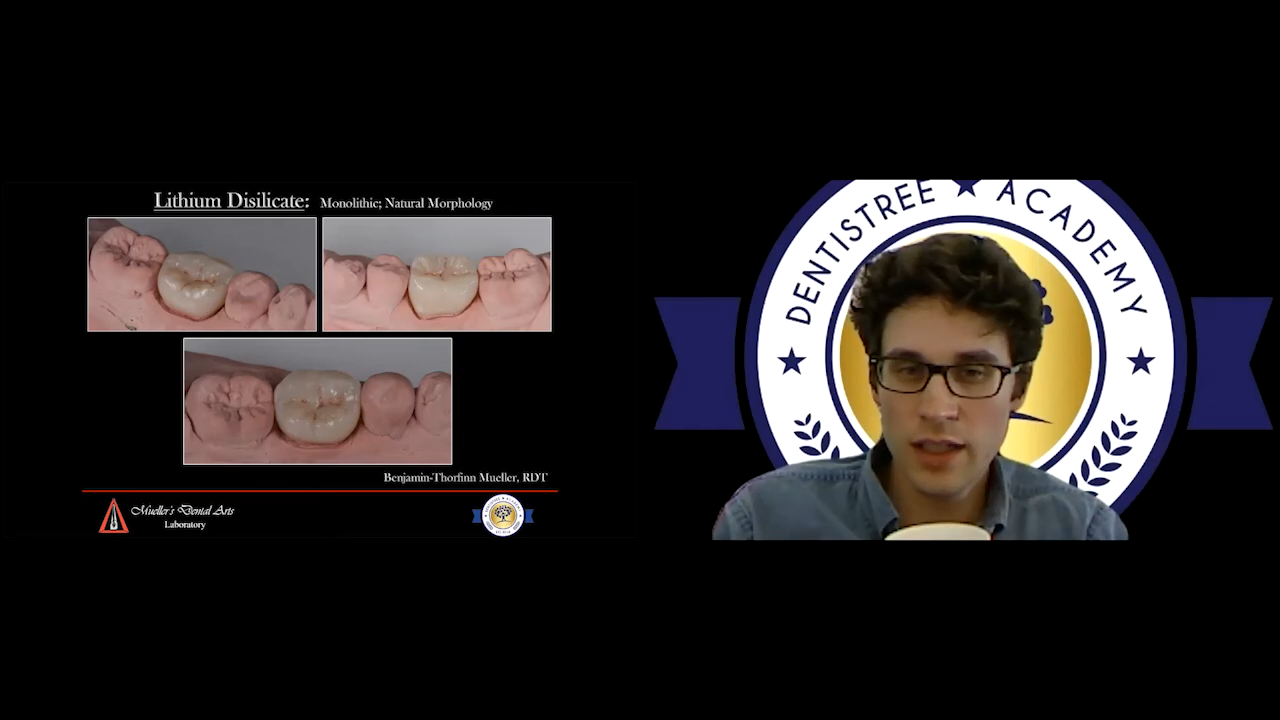 Lithium Disilicate: Monolithic; Natural Morphology
Benjamin-Thorfinn Mueller, RDT
Mueller's Dental Arts
Laboratory
DENTISTREE ACADEMY